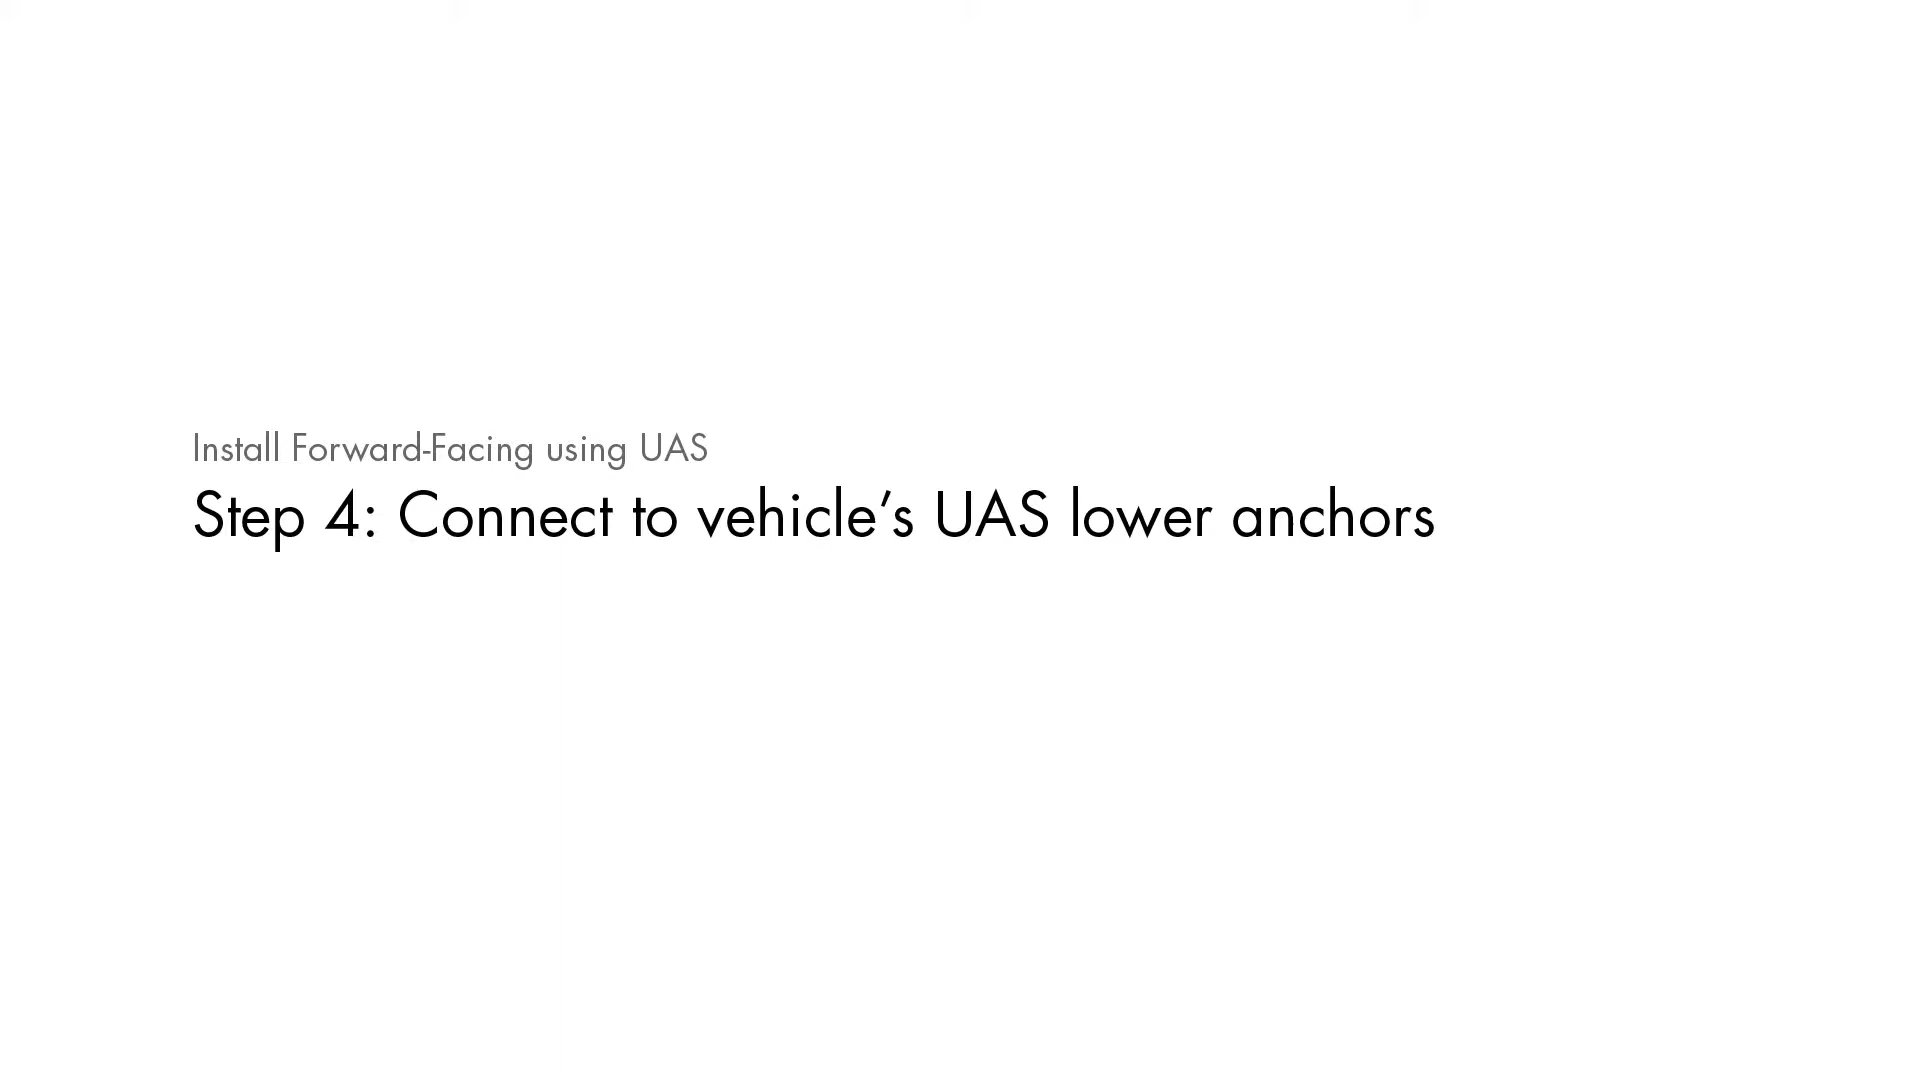 Install Forward-Facing using UAS
Step 4: Connect to vehicle’s UAS lower anchors